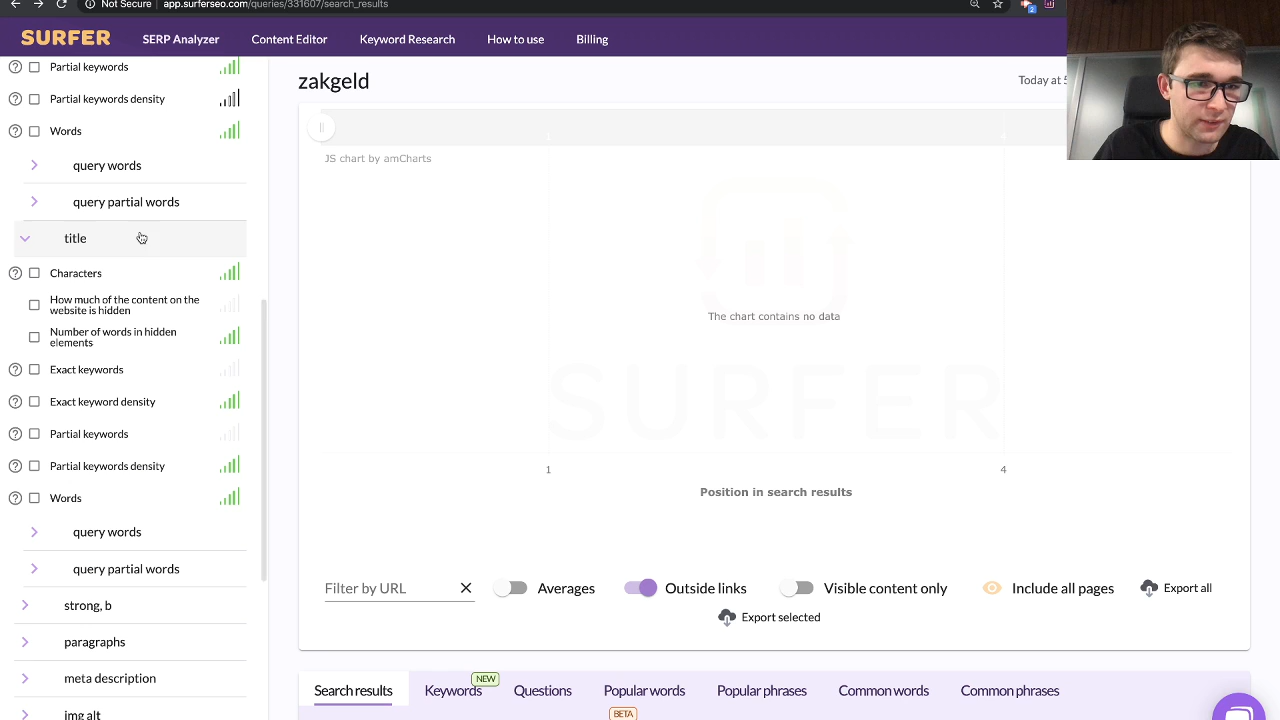 Not Secure | app.surferseo.com/queries/331607/search_results
2
SURFER
SERP Analyzer
Content Editor
Keyword Research
How to use
Billing
Partial keywords
Partial keywords density
Words
query words
query partial words
title
Characters
How much of the content on the
website is hidden
Number of words in hidden
elements
Exact keywords
Exact keyword density
Partial keywords
Partial keywords density
Words
query words
query partial words
strong, b
paragraphs
meta description
img alt
zakgeld
Today at 5
1
4
JS chart by amCharts
The chart contains no data
SURFER
1
4
Position in search results
Filter by URL
Averages
Outside links
Visible content only
Include all pages
Export all
Export selected
Search results
Keywords
NEW
Questions
Popular words
BETA
Popular phrases
Common words
Common phrases